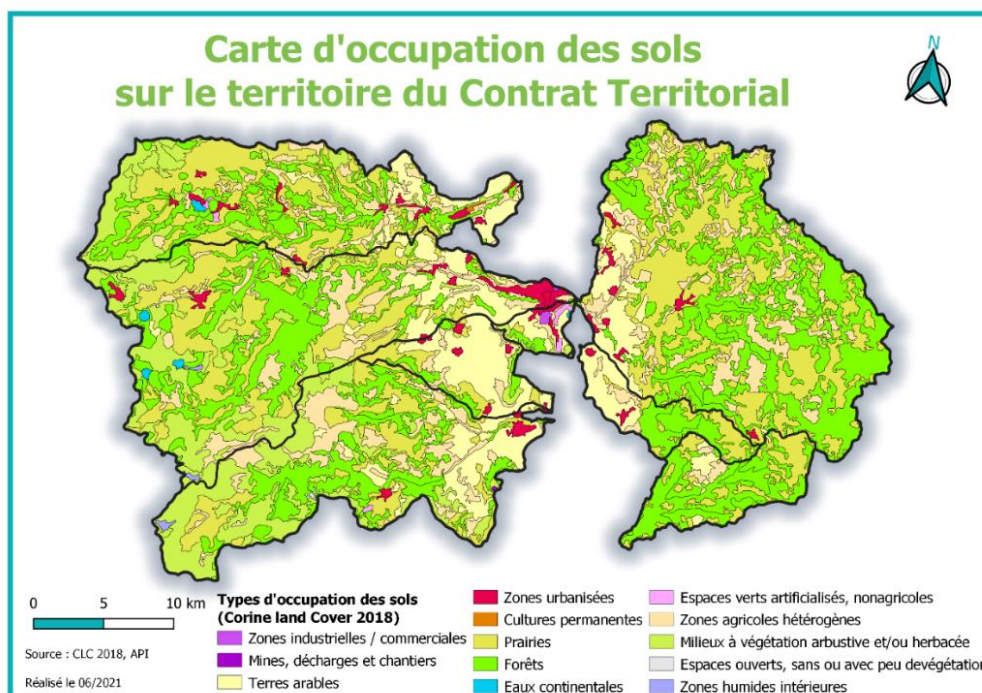 Carte d'occupation des sols
sur le territoire du Contrat Territorial
N
0 5 10 km
Source : CLC 2018, API
Réalisé le 06/2021
Types d'occupation des sols
(Corine land Cover 2018)
Zones industrielles / commerciales
Mines, décharges et chantiers
Terres arables
Zones urbanisées
Cultures permanentes
Prairies
Forêts
Eaux continentales
Espaces verts artificialisés, nonagricoles
Zones agricoles hétérogènes
Milieux à végétation arbustive et/ou herbacée
Espaces ouverts, sans ou avec peu devégétation
Zones humides intérieures